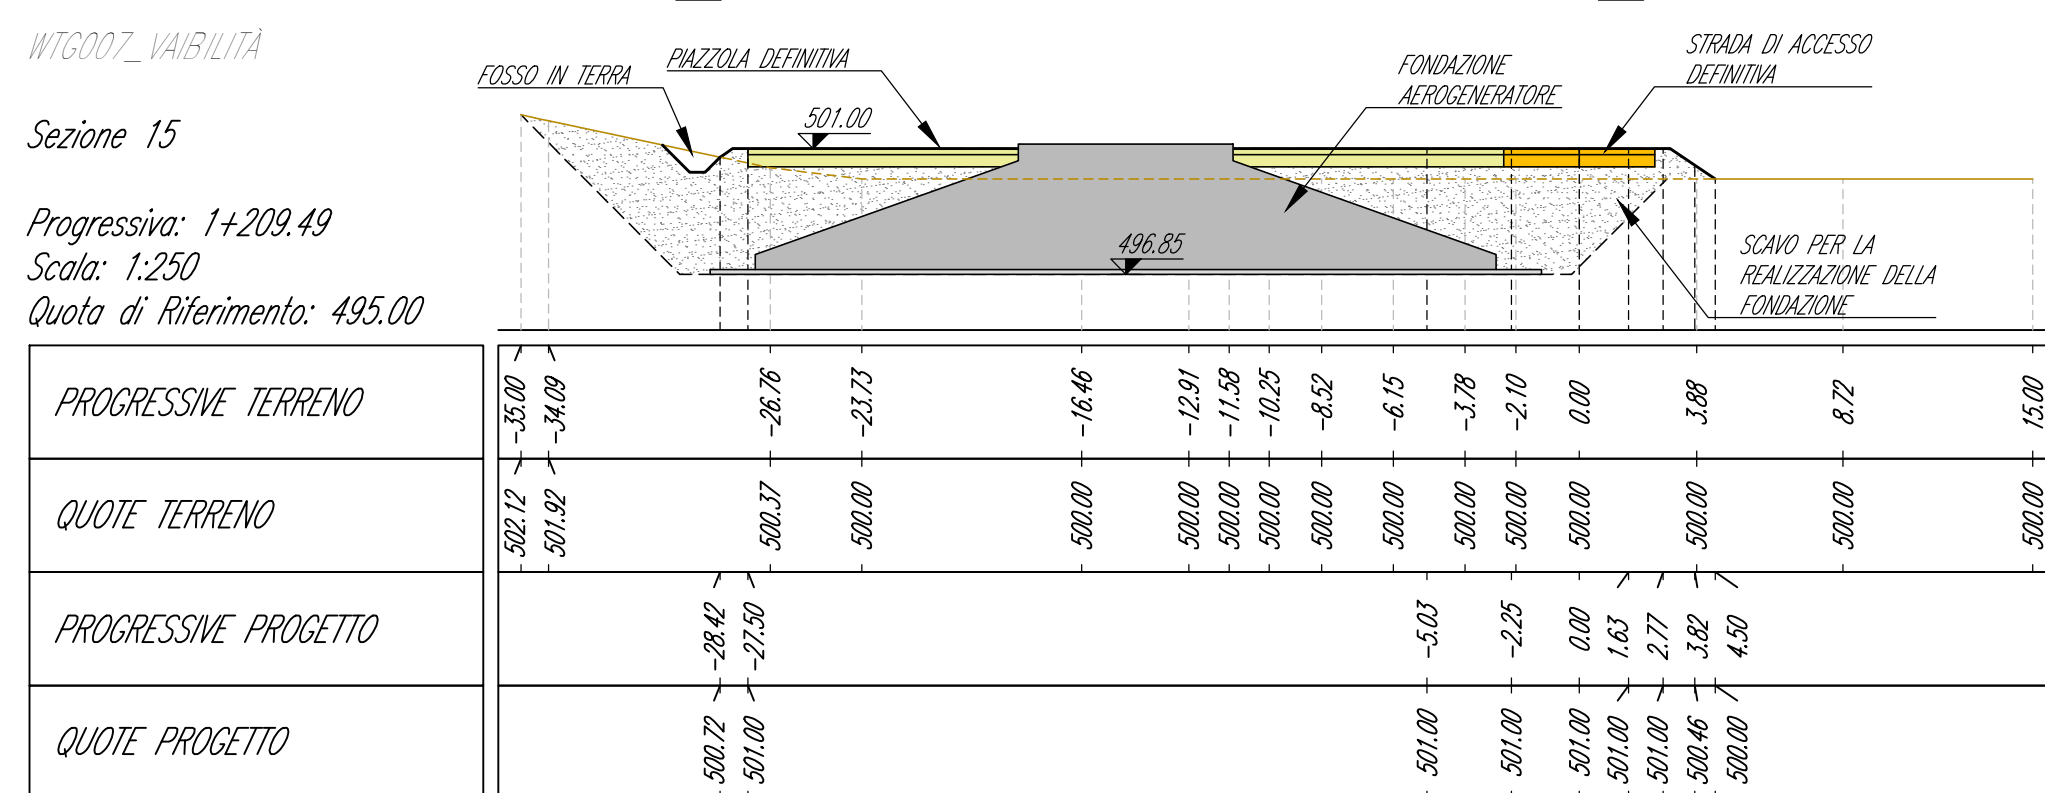 WTG007_VAIBILITÀ
Sezione 15
Progressiva: 1+209.49
Scala: 1:250
Quota di Riferimento: 495.00
FOSSO IN TERRA
PIAZZOLA DEFINITIVA
501.00
FONDAZIONE
AEROGENERATORE
STRADA DI ACCESSO
DEFINITIVA
496.85
SCAVO PER LA
REALIZZAZIONE DELLA
FONDAZIONE
PROGRESSIVE TERRENO -35.00 -34.09 -26.76 -23.73 -16.46 -12.91 -11.58 -10.25 -8.52 -6.15 -3.78 -2.10 0.00 3.88 8.72 15.00
QUOTE TERRENO 502.12 501.92 500.37 500.00 500.00 500.00 500.00 500.00 500.00 500.00 500.00 500.00 500.00 500.00 500.00 500.00
PROGRESSIVE PROGETTO -28.42 -27.50 -5.03 -2.25 0.00 1.63 2.77 3.82 4.50
QUOTE PROGETTO 500.72 501.00 501.00 501.00 501.00 501.00 501.00 500.46 500.00